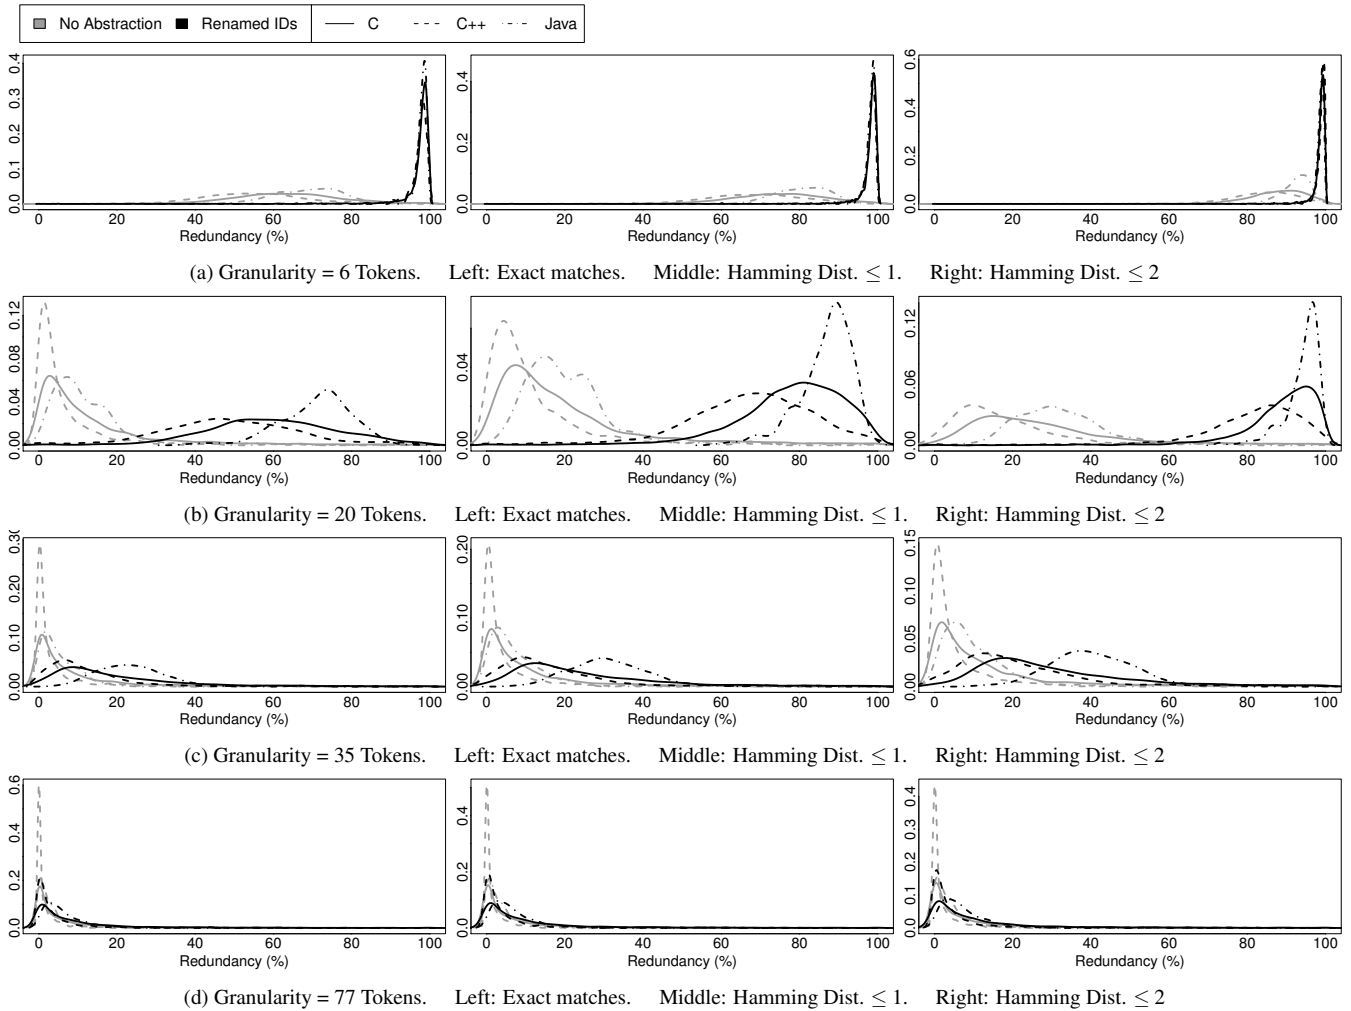 No Abstraction Renamed IDs C C++ Java
0.0 0.1 0.2 0.3 0.4
0 20 40 60 80 100
Redundancy (%)
0.0 0.2 0.4
0 20 40 60 80 100
Redundancy (%)
0.0 0.2 0.4 0.6
0 20 40 60 80 100
Redundancy (%)
(a) Granularity = 6 Tokens. Left: Exact matches. Middle: Hamming Dist. ≤ 1. Right: Hamming Dist. ≤ 2
0.00 0.04 0.08 0.12
0 20 40 60 80 100
Redundancy (%)
0.00 0.04
0 20 40 60 80 100
Redundancy (%)
0.00 0.06 0.12
0 20 40 60 80 100
Redundancy (%)
(b) Granularity = 20 Tokens. Left: Exact matches. Middle: Hamming Dist. ≤ 1. Right: Hamming Dist. ≤ 2
0.00 0.10 0.20 0.30
0 20 40 60 80 100
Redundancy (%)
0.00 0.10 0.20
0 20 40 60 80 100
Redundancy (%)
0.00 0.05 0.10 0.15
0 20 40 60 80 100
Redundancy (%)
(c) Granularity = 35 Tokens. Left: Exact matches. Middle: Hamming Dist. ≤ 1. Right: Hamming Dist. ≤ 2
0.0 0.2 0.4 0.6
0 20 40 60 80 100
Redundancy (%)
0.0 0.2 0.4
0 20 40 60 80 100
Redundancy (%)
0.0 0.1 0.2 0.3 0.4
0 20 40 60 80 100
Redundancy (%)
(d) Granularity = 77 Tokens. Left: Exact matches. Middle: Hamming Dist. ≤ 1. Right: Hamming Dist. ≤ 2